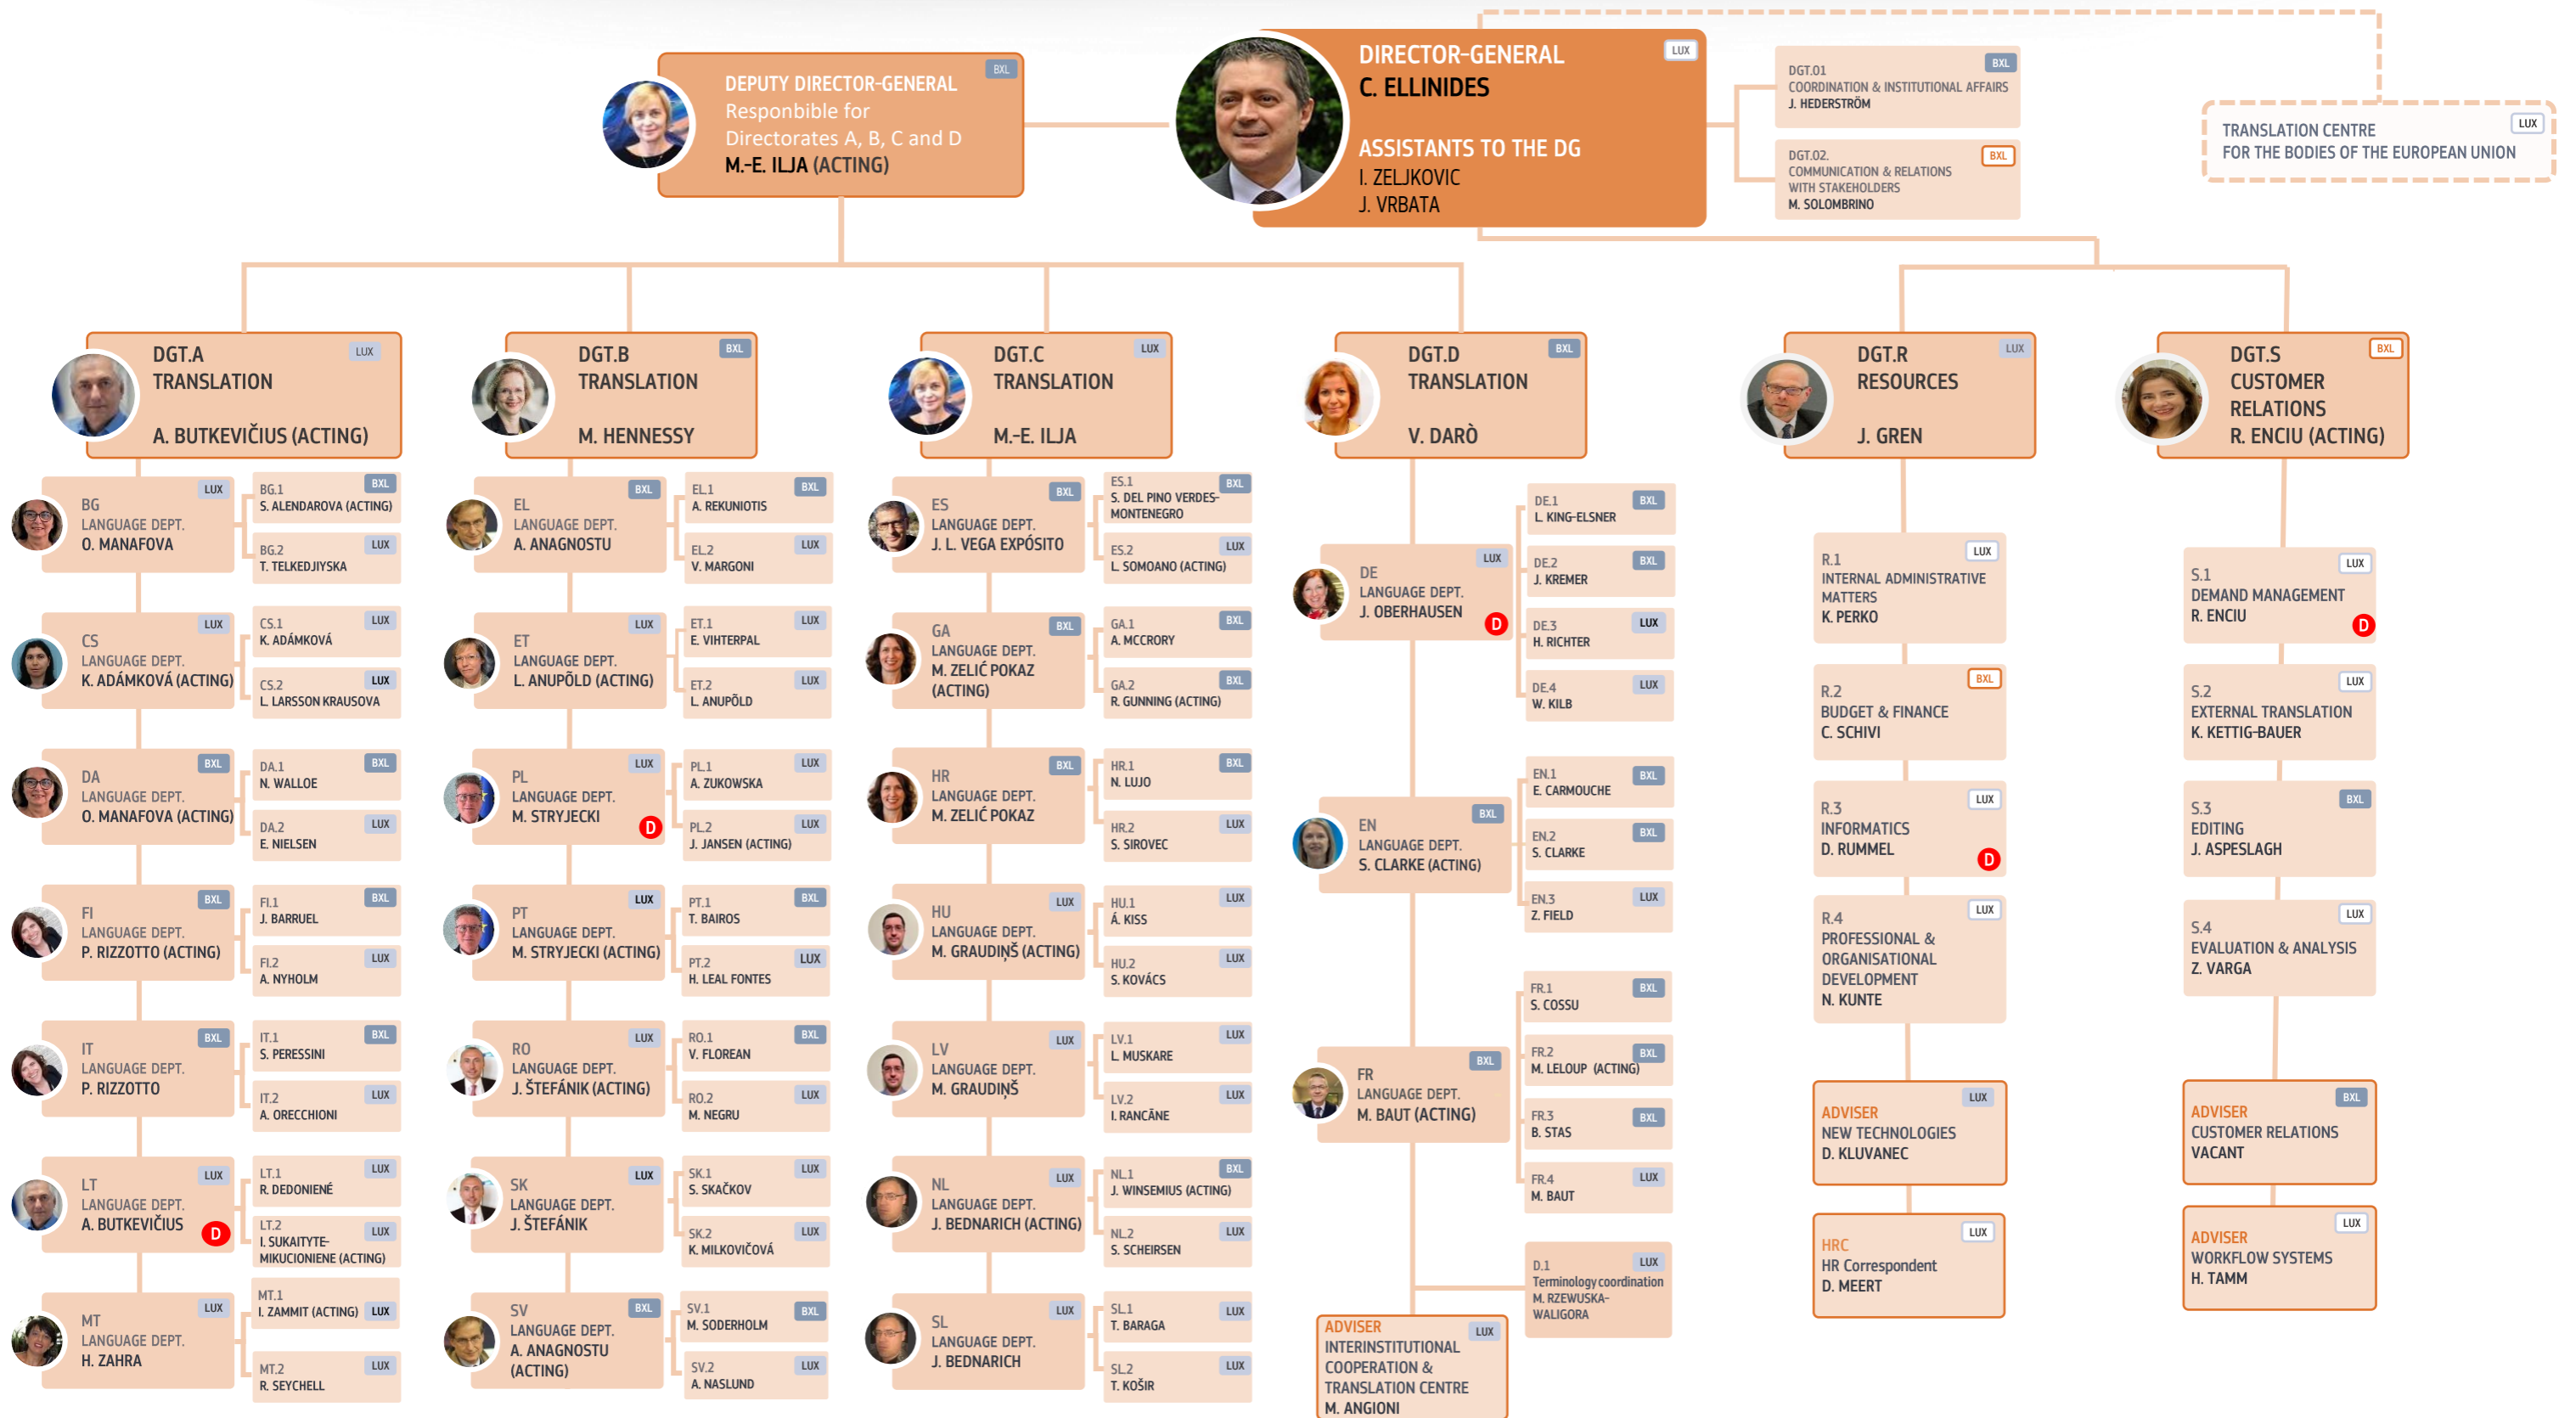 DEPUTY DIRECTOR-GENERAL
BXL
Responbible for
Directorates A, B, C and D
M.-E. ILJA (ACTING)
DIRECTOR-GENERAL
LUX
C. ELLINIDES
ASSISTANTS TO THE DG
I. ZELJKOVIC
J. VRBATA
DGT.01
BXL
COORDINATION & INSTITUTIONAL AFFAIRS
J. HEDERSTRÖM
DGT.02.
BXL
COMMUNICATION & RELATIONS
WITH STAKEHOLDERS
M. SOLOMBRINO
LUX
TRANSLATION CENTRE
FOR THE BODIES OF THE EUROPEAN UNION
DGT.A
LUX
TRANSLATION
A. BUTKEVIČIUS (ACTING)
BG
LUX
LANGUAGE DEPT.
O. MANAFOVA
BG.1
BXL
S. ALENDAROVA (ACTING)
BG.2
LUX
T. TELKEDJIYSKA
CS
LUX
LANGUAGE DEPT.
K. ADÁMKOVÁ (ACTING)
CS.1
LUX
K. ADÁMKOVÁ
CS.2
LUX
L. LARSSON KRAUSOVA
DA
BXL
LANGUAGE DEPT.
O. MANAFOVA (ACTING)
DA.1
BXL
N. WALLOE
DA.2
LUX
E. NIELSEN
FI
BXL
LANGUAGE DEPT.
P. RIZZOTTO (ACTING)
FI.1
BXL
J. BARRUEL
FI.2
LUX
A. NYHOLM
IT
BXL
LANGUAGE DEPT.
P. RIZZOTTO
IT.1
BXL
S. PERESSINI
IT.2
LUX
A. ORECCHIONI
LT
LUX
LANGUAGE DEPT.
A. BUTKEVIČIUS
D
LT.1
LUX
R. DEDONIENÉ
LT.2
LUX
I. SUKAITYTE-
MIKUCIONIENE (ACTING)
MT
LUX
LANGUAGE DEPT.
H. ZAHRA
MT.1
I. ZAMMIT (ACTING)
LUX
MT.2
LUX
R. SEYCHELL
DGT.B
BXL
TRANSLATION
M. HENNESSY
EL
BXL
LANGUAGE DEPT.
A. ANAGNOSTU
EL.1
BXL
A. REKUNIOTIS
EL.2
LUX
V. MARGONI
ET
LUX
LANGUAGE DEPT.
L. ANUPÕLD (ACTING)
ET.1
LUX
E. VIHTERPAL
ET.2
LUX
L. ANUPÕLD
PL
LUX
LANGUAGE DEPT.
M. STRYJECKI
D
PL.1
LUX
A. ZUKOWSKA
PL.2
LUX
J. JANSEN (ACTING)
PT
LUX
LANGUAGE DEPT.
M. STRYJECKI (ACTING)
PT.1
BXL
T. BAIROS
PT.2
LUX
H. LEAL FONTES
RO
LUX
LANGUAGE DEPT.
J. ŠTEFÁNIK (ACTING)
RO.1
BXL
V. FLOREAN
RO.2
LUX
M. NEGRU
SK
LUX
LANGUAGE DEPT.
J. ŠTEFÁNIK
SK.1
LUX
S. SKAČKOV
SK.2
LUX
K. MILKOVIČOVÁ
SV
BXL
LANGUAGE DEPT.
A. ANAGNOSTU
(ACTING)
SV.1
BXL
M. SODERHOLM
SV.2
LUX
A. NASLUND
DGT.C
LUX
TRANSLATION
M.-E. ILJA
ES
BXL
LANGUAGE DEPT.
J. L. VEGA EXPÓSITO
ES.1
BXL
S. DEL PINO VERDES-
MONTENEGRO
ES.2
LUX
L. SOMOANO (ACTING)
GA
BXL
LANGUAGE DEPT.
M. ZELIĆ POKAZ
(ACTING)
GA.1
BXL
A. MCCRORY
GA.2
BXL
R. GUNNING (ACTING)
HR
BXL
LANGUAGE DEPT.
M. ZELIĆ POKAZ
HR.1
BXL
N. LUJO
HR.2
LUX
S. SIROVEC
HU
LUX
LANGUAGE DEPT.
M. GRAUDIŅŠ (ACTING)
HU.1
LUX
Á. KISS
HU.2
LUX
S. KOVÁCS
LV
LUX
LANGUAGE DEPT.
M. GRAUDIŅŠ
LV.1
LUX
L. MUSKARE
LV.2
LUX
I. RANCĀNE
NL
LUX
LANGUAGE DEPT.
J. BEDNARICH (ACTING)
NL.1
BXL
J. WINSEMIUS (ACTING)
NL.2
LUX
S. SCHEIRSEN
SL
LUX
LANGUAGE DEPT.
J. BEDNARICH
SL.1
LUX
T. BARAGA
SL.2
LUX
T. KOŠIR
DGT.D
BXL
TRANSLATION
V. DARÒ
DE
LUX
LANGUAGE DEPT.
J. OBERHAUSEN
D
DE.1
BXL
L. KING-ELSNER
DE.2
BXL
J. KREMER
DE.3
LUX
H. RICHTER
DE.4
LUX
W. KILB
EN
BXL
LANGUAGE DEPT.
S. CLARKE (ACTING)
EN.1
BXL
E. CARMOUCHE
EN.2
BXL
S. CLARKE
EN.3
LUX
Z. FIELD
FR
BXL
LANGUAGE DEPT.
M. BAUT (ACTING)
FR.1
BXL
S. COSSU
FR.2
BXL
M. LELOUP (ACTING)
FR.3
BXL
B. STAS
FR.4
LUX
M. BAUT
D.1
LUX
Terminology coordination
M. RZEWUSKA-
WALIGORA
ADVISER
LUX
INTERINSTITUTIONAL
COOPERATION &
TRANSLATION CENTRE
M. ANGIONI
DGT.R
LUX
RESOURCES
J. GREN
R.1
LUX
INTERNAL ADMINISTRATIVE
MATTERS
K. PERKO
R.2
BXL
BUDGET & FINANCE
C. SCHIVI
R.3
LUX
INFORMATICS
D. RUMMEL
D
R.4
LUX
PROFESSIONAL &
ORGANISATIONAL
DEVELOPMENT
N. KUNTE
ADVISER
LUX
NEW TECHNOLOGIES
D. KLUVANEC
HRC
LUX
HR Correspondent
D. MEERT
DGT.S
BXL
CUSTOMER
RELATIONS
R. ENCIU (ACTING)
S.1
LUX
DEMAND MANAGEMENT
R. ENCIU
D
S.2
LUX
EXTERNAL TRANSLATION
K. KETTIG-BAUER
S.3
BXL
EDITING
J. ASPESLAGH
S.4
LUX
EVALUATION & ANALYSIS
Z. VARGA
ADVISER
BXL
CUSTOMER RELATIONS
VACANT
ADVISER
LUX
WORKFLOW SYSTEMS
H. TAMM